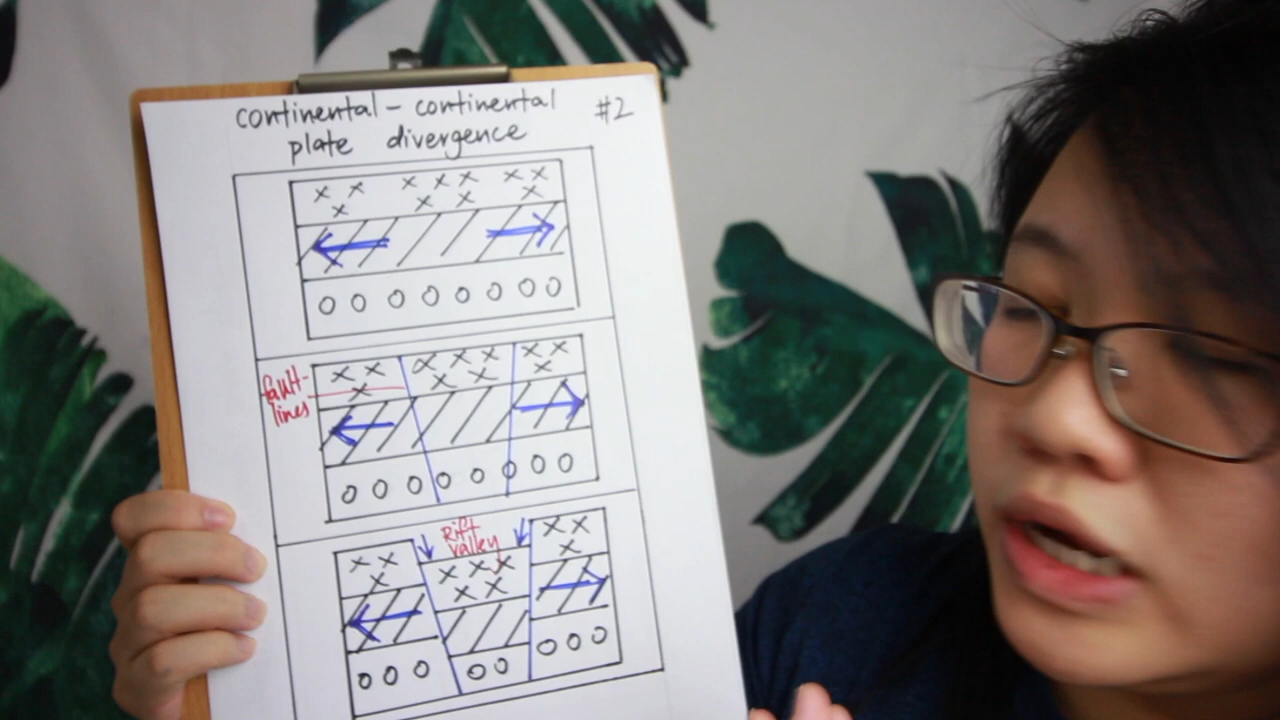 continental - continental #2
plate divergence
fault-
lines
Rift
valley